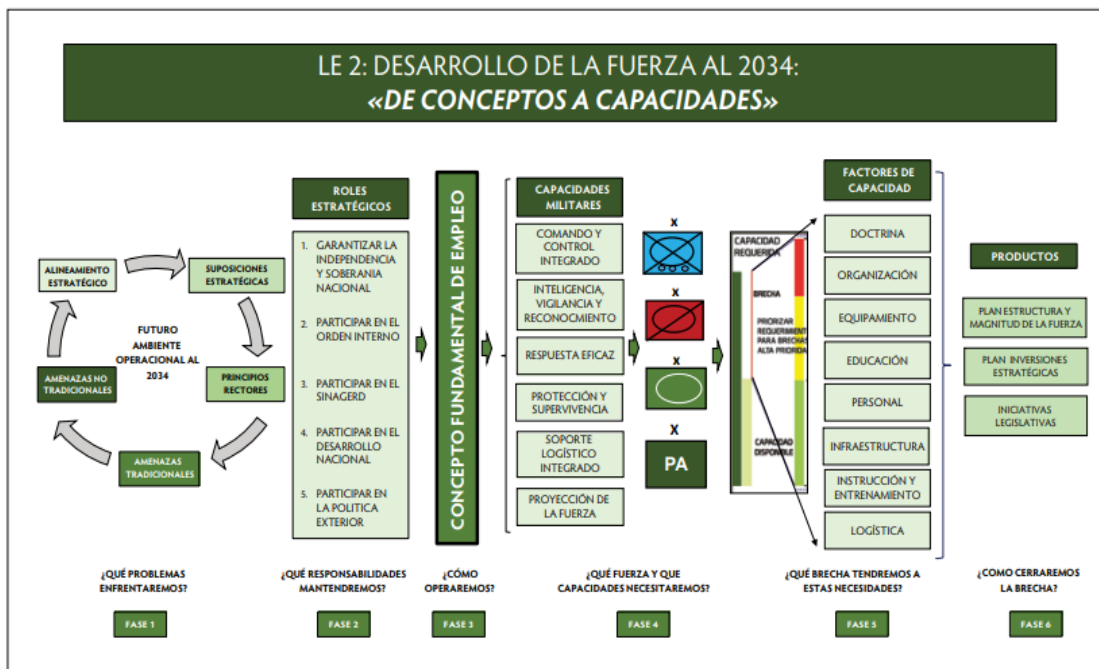 LE 2: DESARROLLO DE LA FUERZA AL 2034:
«DE CONCEPTOS A CAPACIDADES»
ALINEAMIENTO
ESTRATÉGICO
SUPOSICIONES
ESTRATÉGICAS
FUTURO
AMBIENTE
OPERACIONAL AL
2034
AMENAZAS NO
TRADICIONALES
PRINCIPIOS
RECTORES
AMENAZAS
TRADICIONALES
¿QUÉ PROBLEMAS
ENFRENTAREMOS?
FASE 1
ROLES
ESTRATÉGICOS
1. GARANTIZAR LA
INDEPENDENCIA
Y SOBERANIA
NACIONAL
2. PARTICIPAR EN EL
ORDEN INTERNO
3. PARTICIPAR EN EL
SINAGERD
4. PARTICIPAR EN EL
DESARROLLO
NACIONAL
5. PARTICIPAR EN
LA POLITICA
EXTERIOR
¿QUÉ RESPONSABILIDADES
MANTENDREMOS?
FASE 2
CONCEPTO FUNDAMENTAL DE EMPLEO
¿CÓMO
OPERAREMOS?
FASE 3
CAPACIDADES
MILITARES
COMANDO Y
CONTROL
INTEGRADO
INTELIGENCIA,
VIGILANCIA Y
RECONOCMIENTO
RESPUESTA EFICAZ
PROTECCIÓN Y
SUPERVIVENCIA
SOPORTE
LOGÍSTICO
INTEGRADO
PROYECCIÓN DE
LA FUERZA
X
X
X
X
PA
¿QUÉ FUERZA Y QUE
CAPACIDADES NECESITAREMOS?
FASE 4
CAPACIDAD
REQUERIDA
BRECHA
PRIORIZAR
REQUERIMIENT
PARA BRECHAS
ALTA PRIORIDA
CAPACIDAD
DISPONIBLE
FACTORES DE
CAPACIDAD
DOCTRINA
ORGANIZACIÓN
EQUIPAMIENTO
EDUCACIÓN
PERSONAL
INFRAESTRUCTURA
INSTRUCCIÓN Y
ENTRENAMIENTO
LOGÍSTICA
¿QUÉ BRECHA TENDREMOS A
ESTAS NECESIDADES?
FASE 5
PRODUCTOS
PLAN ESTRUCTURA Y
MAGNITUD DE LA FUERZA
PLAN INVERSIONES
ESTRATÉGICAS
INICIATIVAS
LEGISLATIVAS
¿COMO CERRAREMOS
LA BRECHA?
FASE 6